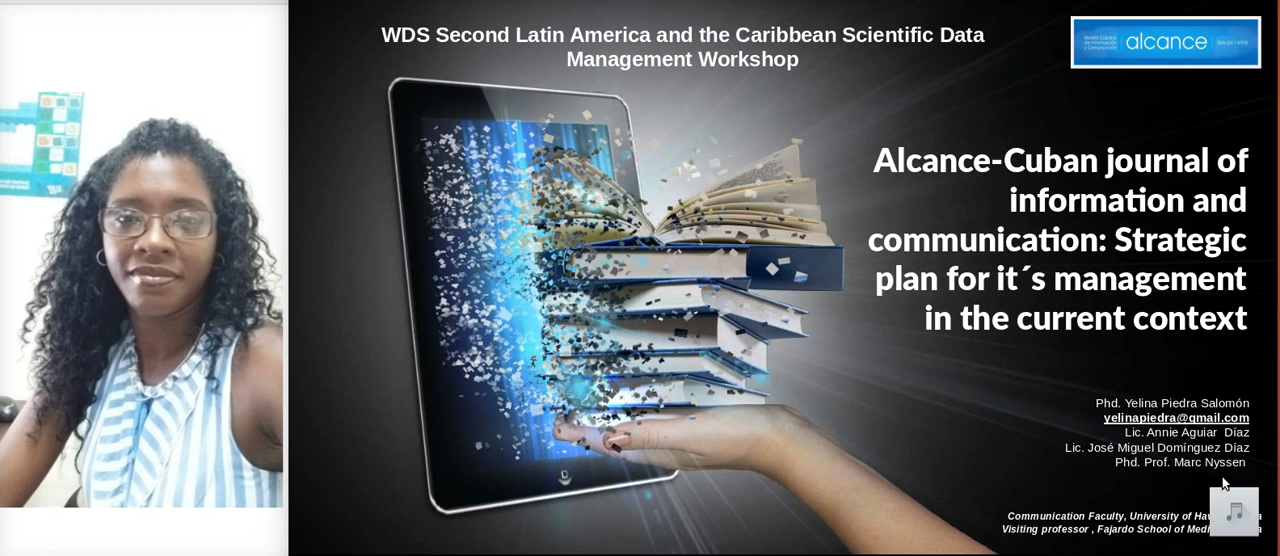 WDS Second Latin America and the Caribbean Scientific Data
Management Workshop
alcance
Alcance-Cuban journal of
information and
communication: Strategic
plan for it´s management
in the current context
Phd. Yelina Piedra Salomón
yelinapiedra@gmail.com
Lic. Annie Aguiar Díaz
Lic. José Miguel Domínguez Díaz
Phd. Prof. Marc Nyssen
Communication Faculty, University of
Visiting professor , Fajardo School of